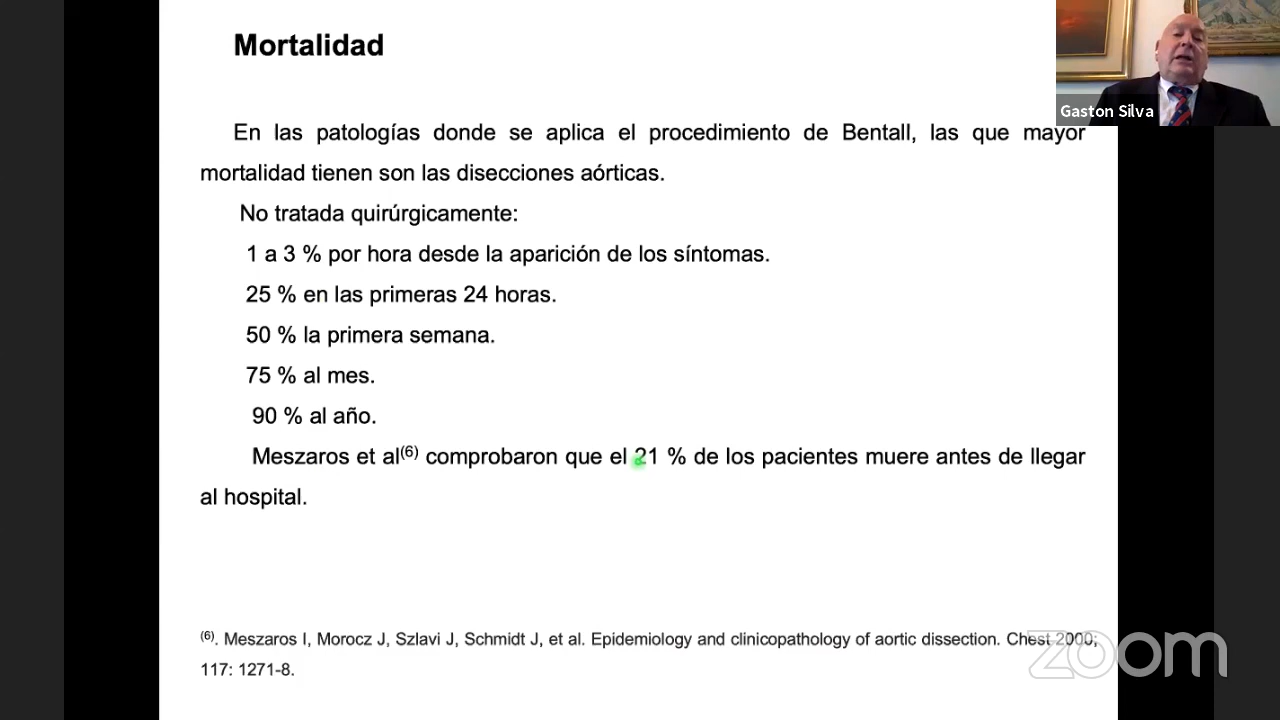 Mortalidad
Gaston Silva
En las patologías donde se aplica el procedimiento de Bentall, las que mayor
mortalidad tienen son las disecciones aórticas.
No tratada quirúrgicamente:
1 a 3 % por hora desde la aparición de los síntomas.
25 % en las primeras 24 horas.
50 % la primera semana.
75 % al mes.
90 % al año.
Meszaros et al(6) comprobaron que el 21 % de los pacientes muere antes de llegar
al hospital.
(6). Meszaros I, Morocz J, Szlavi J, Schmidt J, et al. Epidemiology and clinicopathology of aortic dissection. Chest 2000;
117: 1271-8.
zoom